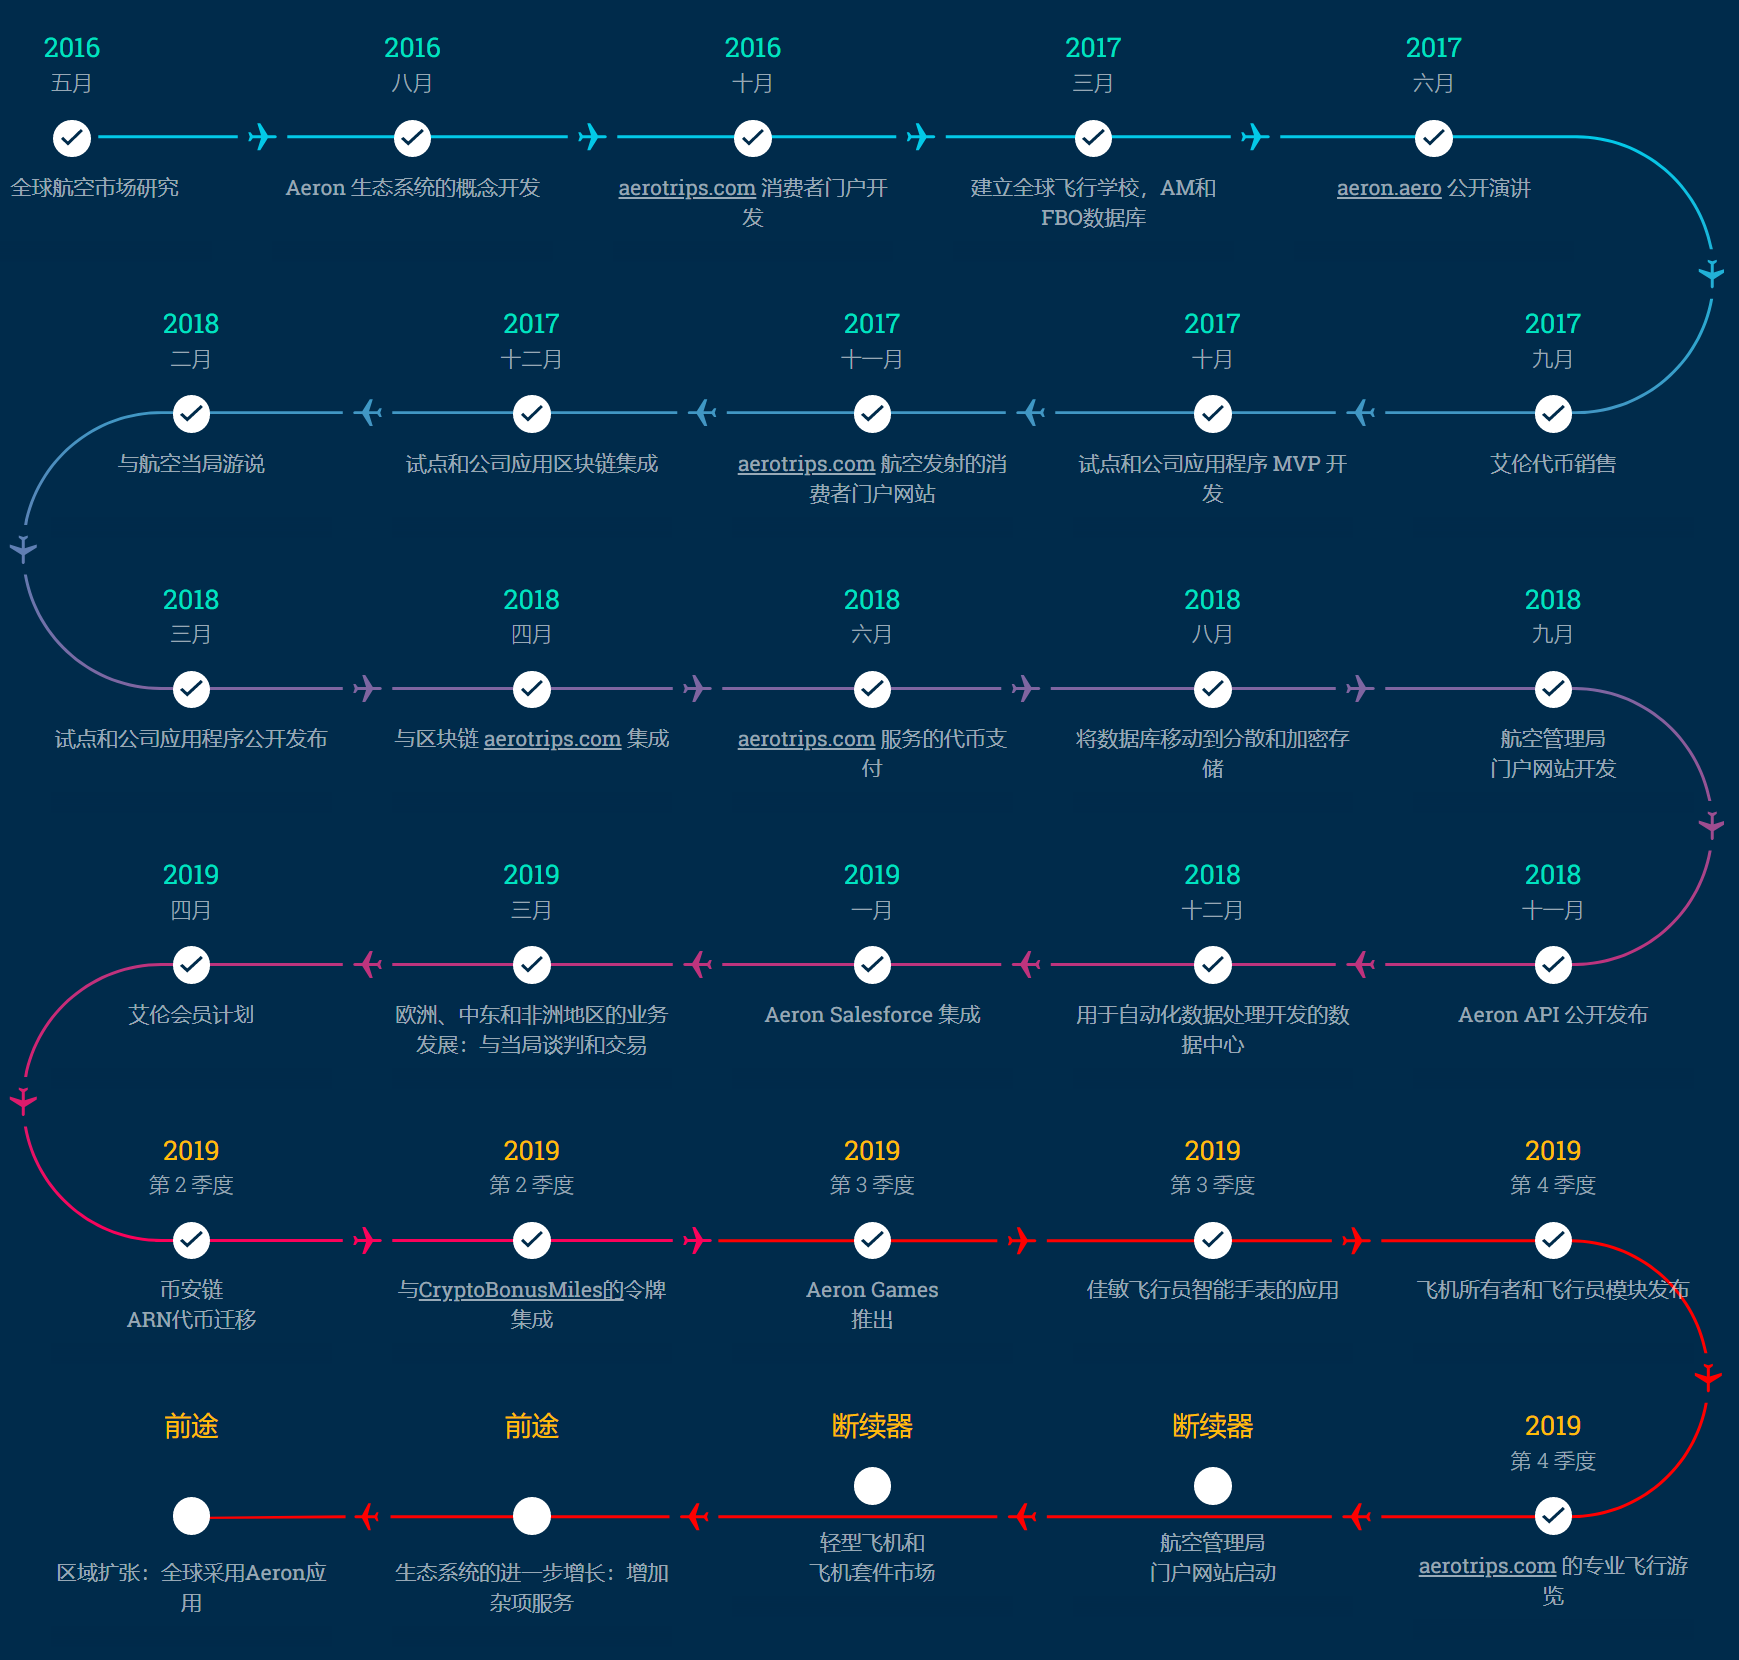 2016
五月
全球航空市场研究
2016
八月
Aeron 生态系统的概念开发
2016
十月
aerotrips.com 消费者门户开
发
2017
三月
建立全球飞行学校，AM和
FBO数据库
2017
六月
aeron.aero 公开演讲
2017
九月
艾伦代币销售
2017
十月
试点和公司应用程序 MVP 开
发
2017
十一月
aerotrips.com 航空发射的消
费者门户网站
2017
十二月
试点和公司应用区块链集成
2018
二月
与航空当局游说
2018
三月
试点和公司应用程序公开发布
2018
四月
与区块链 aerotrips.com 集成
2018
六月
aerotrips.com 服务的代币支
付
2018
八月
将数据库移动到分散和加密存
储
2018
九月
航空管理局
门户网站开发
2018
十一月
Aeron API 公开发布
2018
十二月
用于自动化数据处理开发的数
据中心
2019
一月
Aeron Salesforce 集成
2019
三月
欧洲、中东和非洲地区的业务
发展：与当局谈判和交易
2019
四月
艾伦会员计划
2019
第 2 季度
币安链
ARN代币迁移
2019
第 2 季度
与CryptoBonusMiles的令牌
集成
2019
第 3 季度
Aeron Games
推出
2019
第 3 季度
佳敏飞行员智能手表的应用
2019
第 4 季度
飞机所有者和飞行员模块发布
2019
第 4 季度
aerotrips.com 的专业飞行游
览
断续器
航空管理局
门户网站启动
断续器
轻型飞机和
飞机套件市场
前途
生态系统的进一步增长：增加
杂项服务
前途
区域扩张：全球采用Aeron应
用